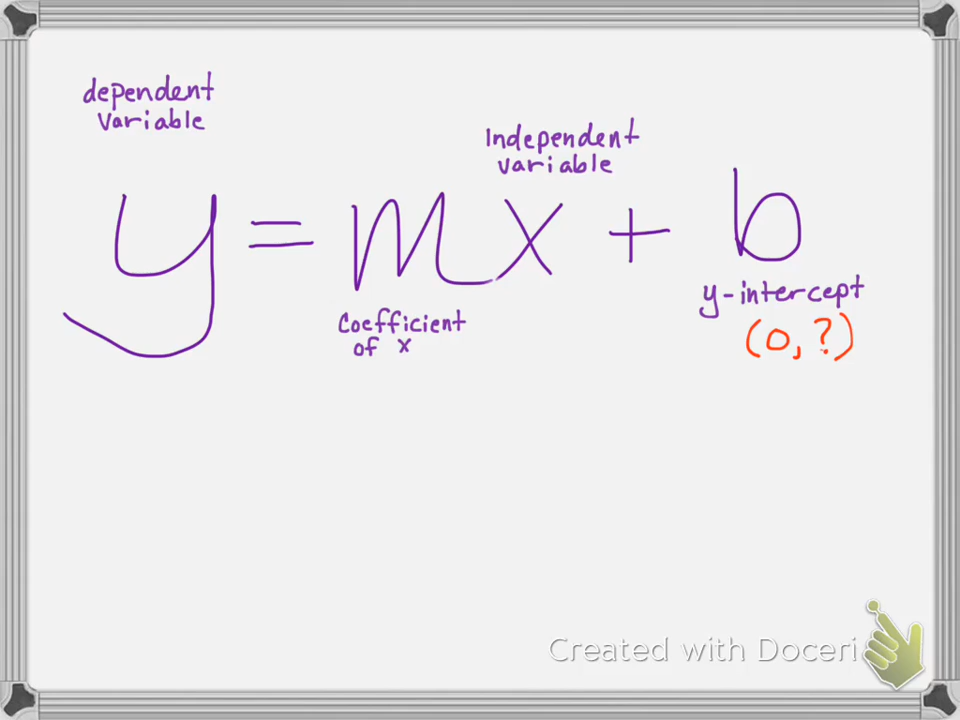 dependent
variable
Independent
variable
y = mx + b
Coefficient
of x
y-intercept
(0, ?)
Created with Doceri